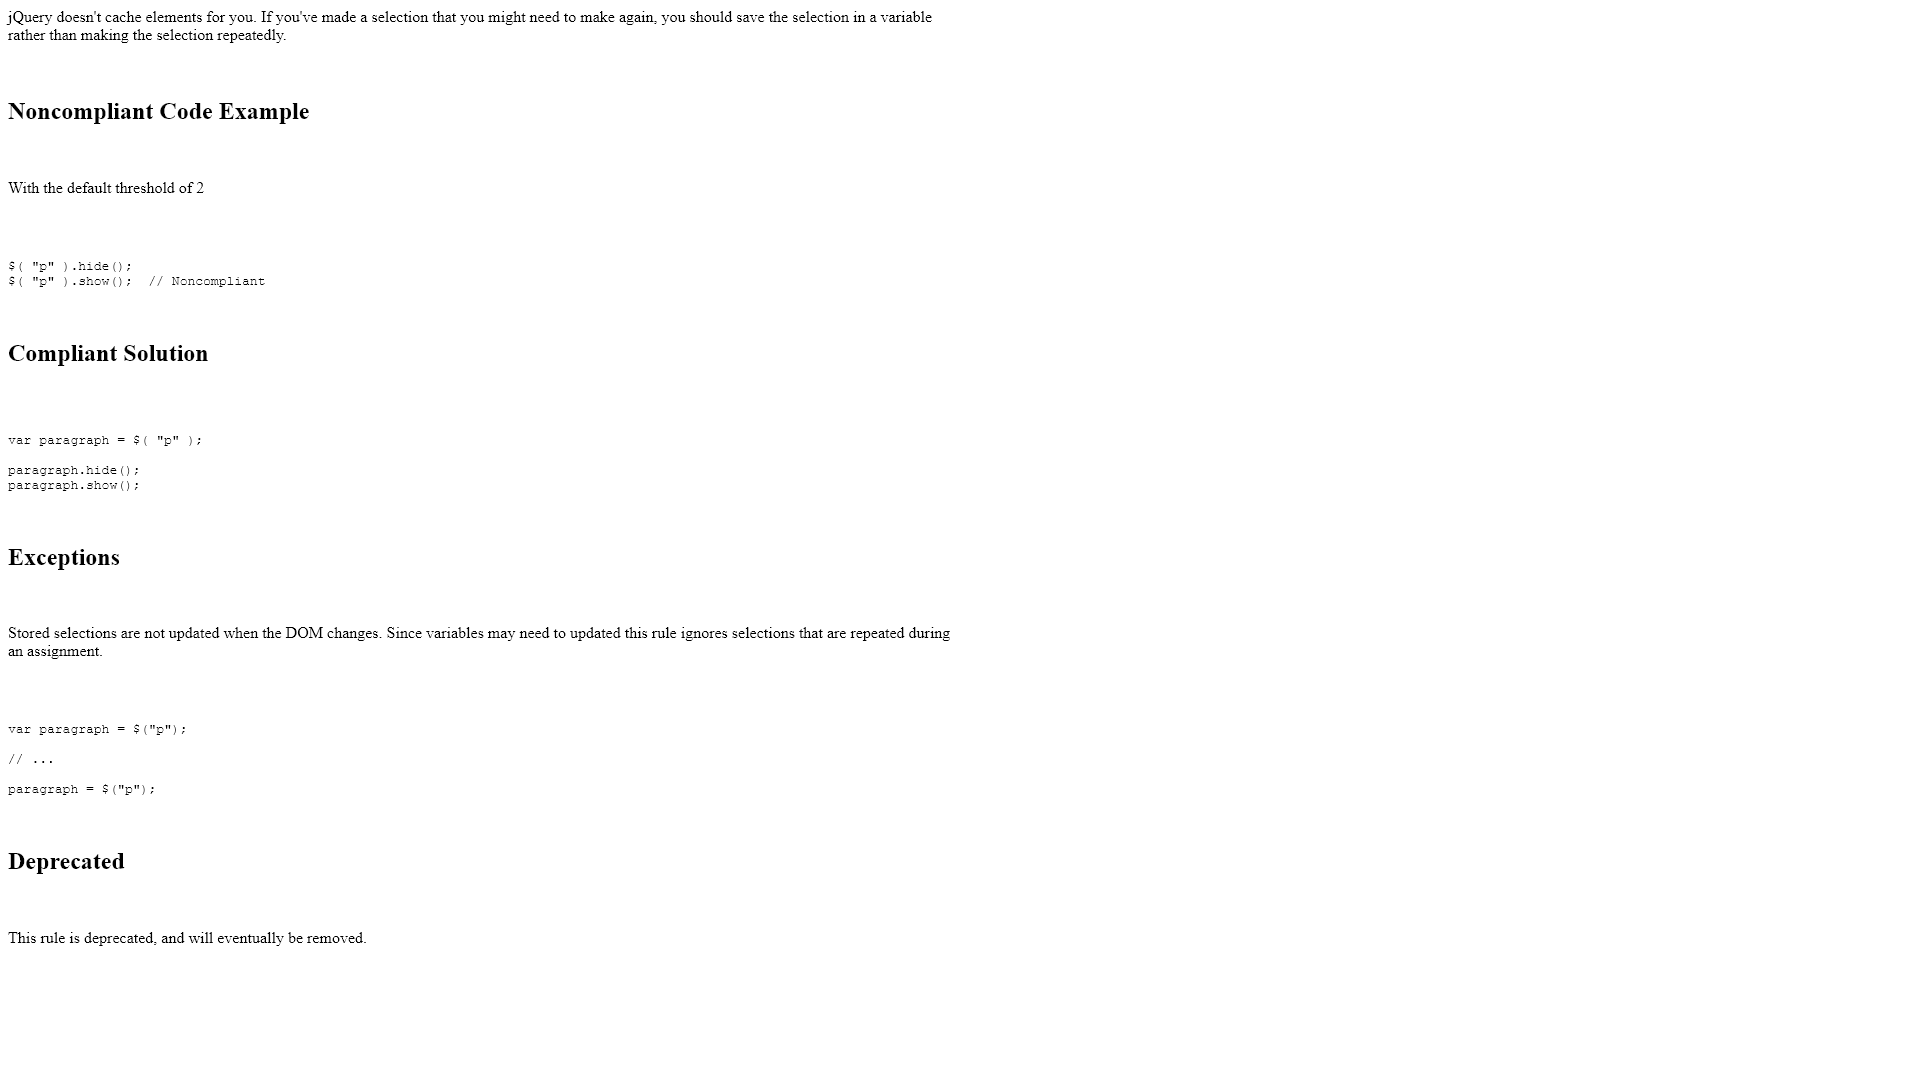 jQuery doesn't cache elements for you. If you've made a selection that you might need to make again, you should save the selection in a variable
rather than making the selection repeatedly.
Noncompliant Code Example
With the default threshold of 2
$( "p" ).hide();
$( "p" ).show();  // Noncompliant
Compliant Solution
var paragraph = $( "p" );
paragraph.hide();
paragraph.show();
Exceptions
Stored selections are not updated when the DOM changes. Since variables may need to updated this rule ignores selections that are repeated during
an assignment.
var paragraph = $("p");
// ...
paragraph = $("p");
Deprecated
This rule is deprecated, and will eventually be removed.